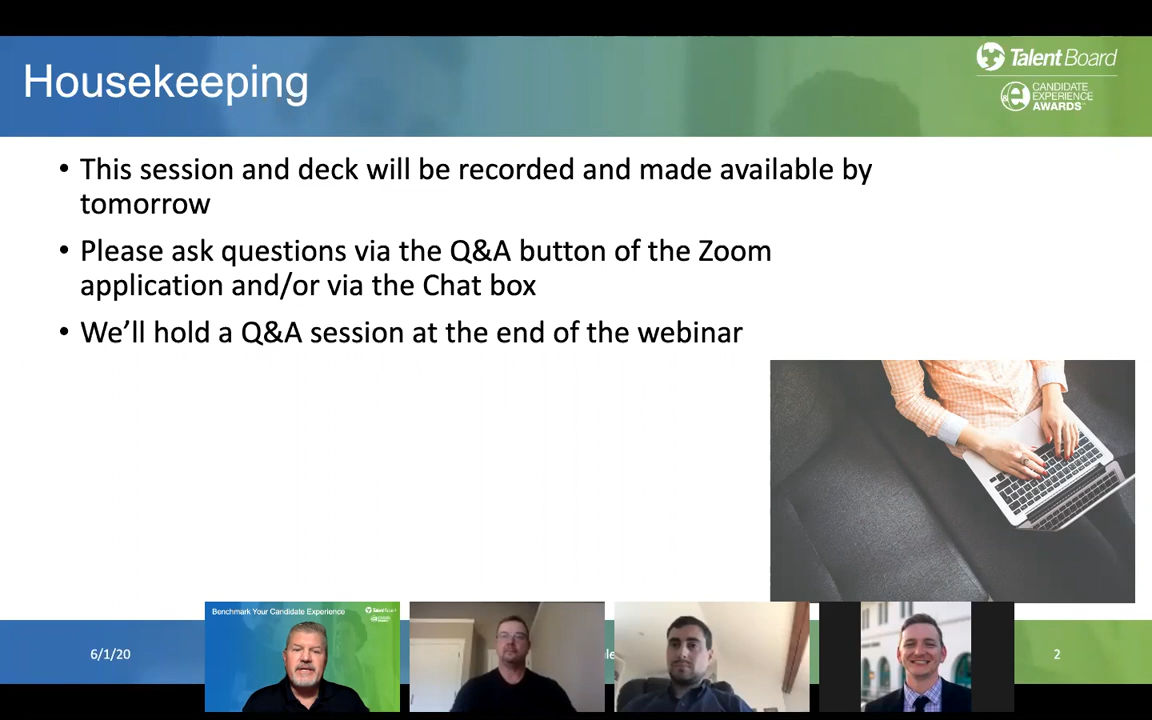 Housekeeping
TalentBoard
CANDIDATE
EXPERIENCE
AWARDS
• This session and deck will be recorded and made available by
tomorrow
• Please ask questions via the Q&A button of the Zoom
application and/or via the Chat box
• We’ll hold a Q&A session at the end of the webinar
Benchmark Your Candidate Experience
TalentBoard
6/1/20
2